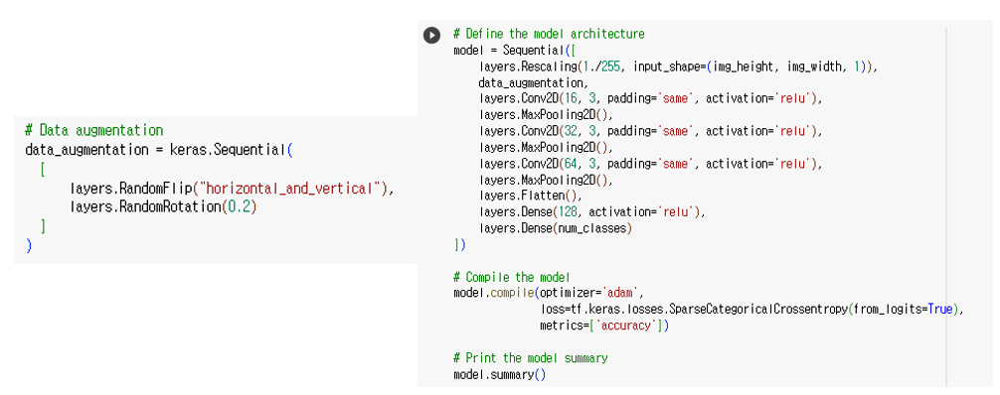 # Data augmentation
data_augmentation = keras.Sequential(
  [
      layers.RandomFlip("horizontal_and_vertical"),
      layers.RandomRotation(0.2)
  ]
)
# Define the model architecture
model = Sequential([
    layers.Rescaling(1./255, input_shape=(img_height, img_width, 1)),
    data_augmentation,
    layers.Conv2D(16, 3, padding='same', activation='relu'),
    layers.MaxPooling2D(),
    layers.Conv2D(32, 3, padding='same', activation='relu'),
    layers.MaxPooling2D(),
    layers.Conv2D(64, 3, padding='same', activation='relu'),
    layers.MaxPooling2D(),
    layers.Flatten(),
    layers.Dense(128, activation='relu'),
    layers.Dense(num_classes)
])
# Compile the model
model.compile(optimizer='adam',
              loss=tf.keras.losses.SparseCategoricalCrossentropy(from_logits=True),
              metrics=['accuracy'])
# Print the model summary
model.summary()